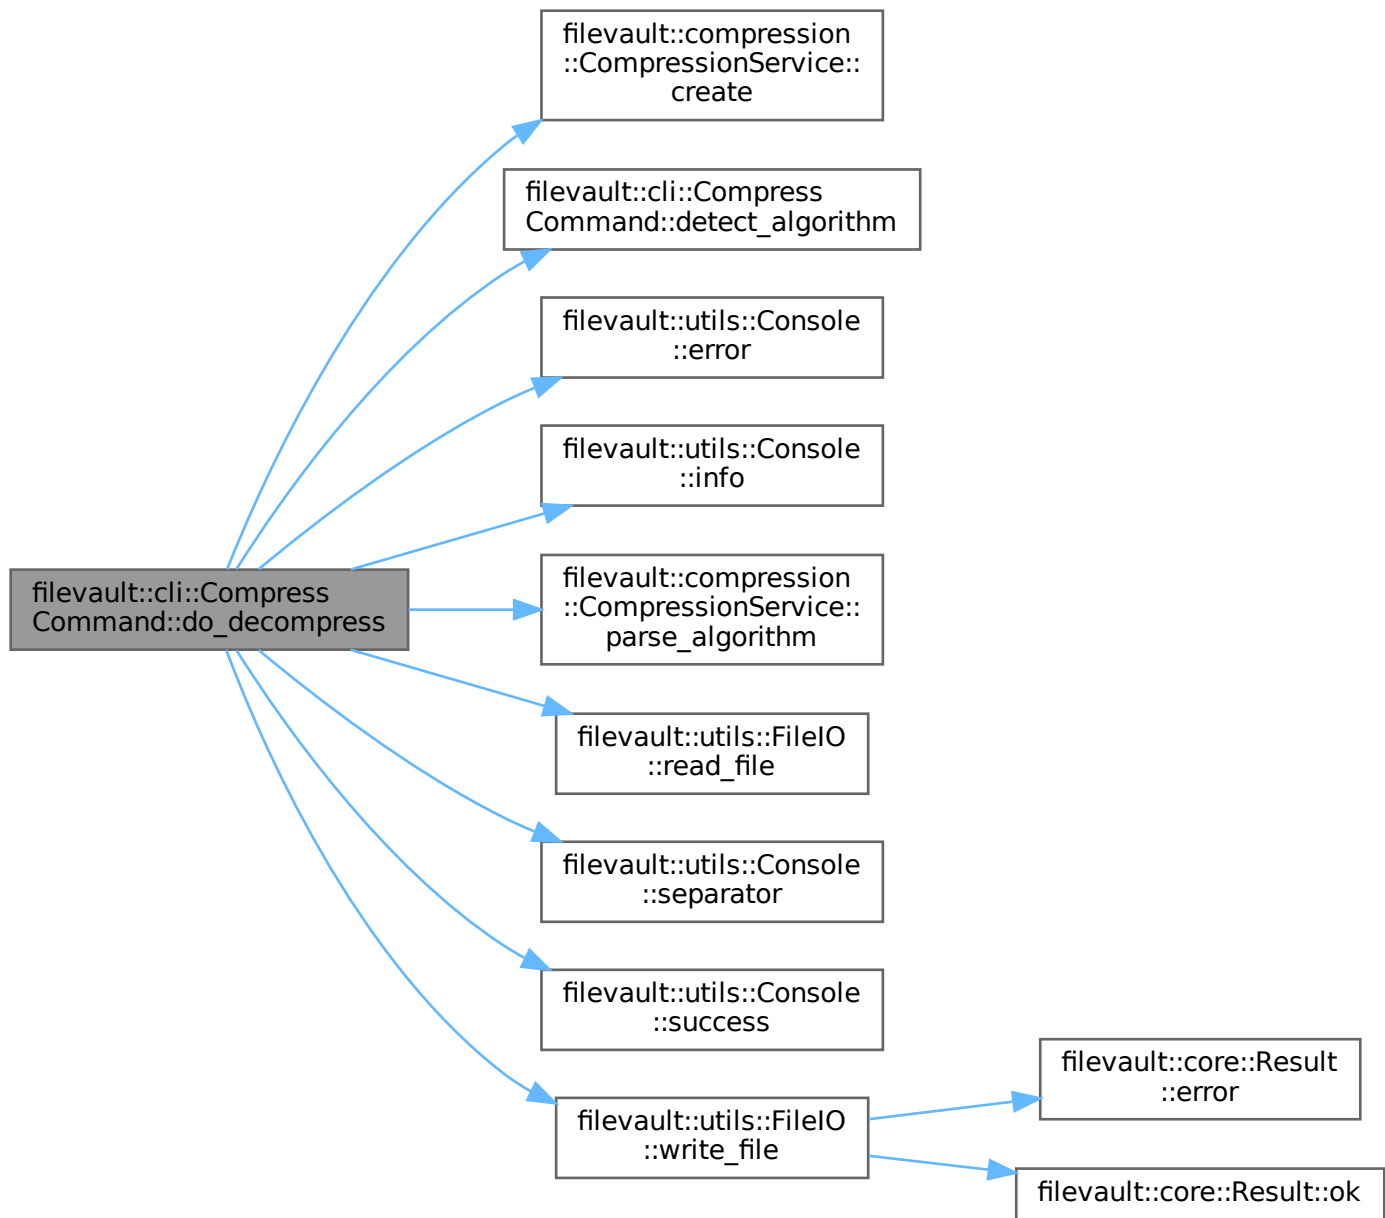 filevault::compression
::CompressionService::
create
filevault::cli::Compress
Command::detect_algorithm
filevault::utils::Console
::error
filevault::utils::Console
::info
filevault::cli::Compress
Command::do_decompress
filevault::compression
::CompressionService::
parse_algorithm
filevault::utils::FileIO
::read_file
filevault::utils::Console
::separator
filevault::utils::Console
::success
filevault::utils::FileIO
::write_file
filevault::core::Result
::error
filevault::core::Result::ok